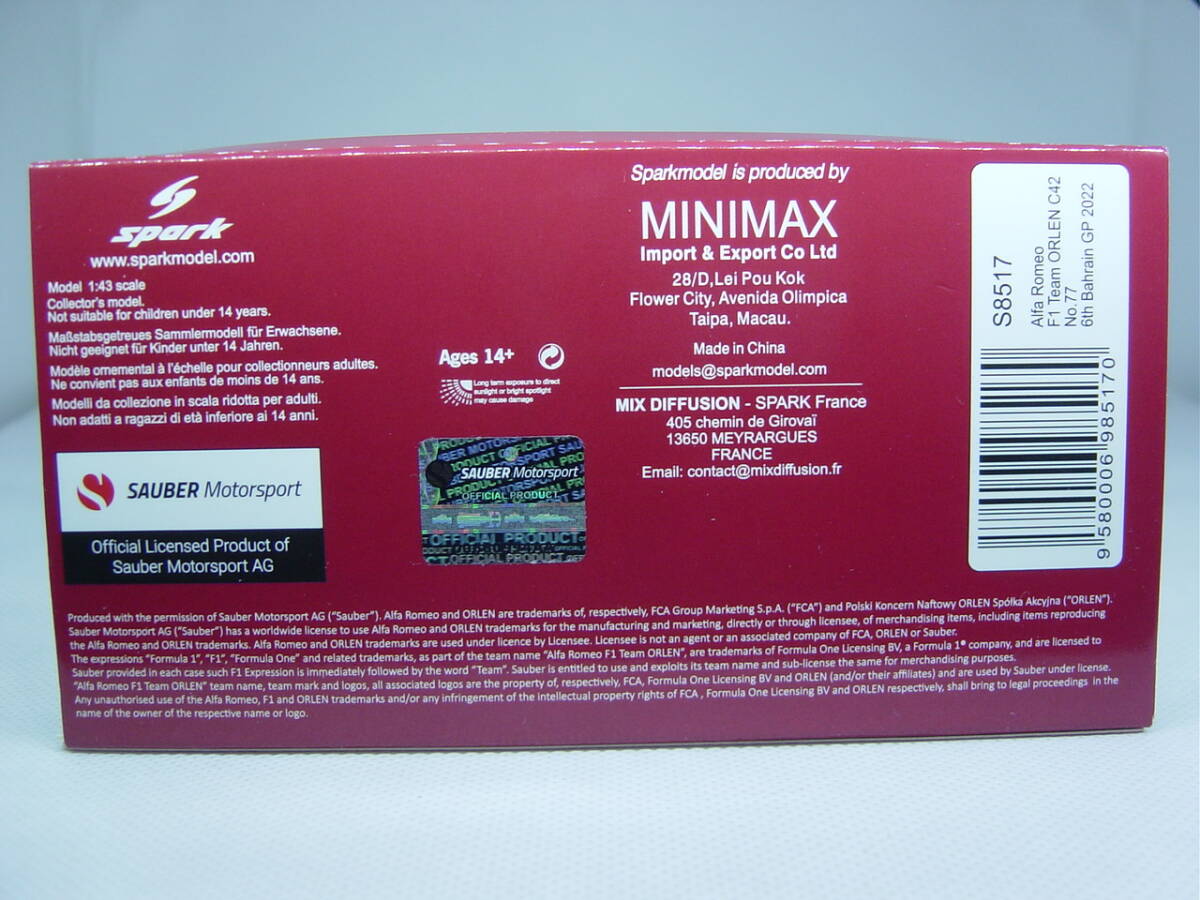 spark
www.sparkmodel.com
Model 1:43 scale
Collector's model.
Not suitable for children under 14 years.
Maßstabsgetreues Sammlermodell für Erwachsene.
Nicht geeignet für Kinder unter 14 Jahren.
Modèle ornemental à l'échelle pour collectionneurs adultes.
Ne convient pas aux enfants de moins de 14 ans.
Modelli da collezione in scala ridotta per adulti.
Non adatti a ragazzi di età inferiore ai 14 anni.
SAUBER Motorsport
Official Licensed Product of
Sauber Motorsport AG
Ages 14+
Long term exposure to direct
sunlight or bright spotlight
may cause damage
SAUBER Motorsport
OFFICIAL PRODUCT
OFFICIAL PRODUCT
OFFICIAL PRODUCT
Sparkmodel is produced by
MINIMAX
Import & Export Co Ltd
28/D,Lei Pou Kok
Flower City, Avenida Olimpica
Taipa, Macau.
Made in China
models@sparkmodel.com
MIX DIFFUSION - SPARK France
405 chemin de Girovaï
13650 MEYRARGUES
FRANCE
Email: contact@mixdiffusion.fr
S8517
Alfa Romeo
F1 Team ORLEN C42
No.77
6th Bahrain GP 2022
9 580006 985170
Produced with the permission of Sauber Motorsport AG ("Sauber"). Alfa Romeo and ORLEN are trademarks of, respectively, FCA Group Marketing S.p.A. ("FCA") and Polski Koncern Naftowy ORLEN Spólka Akcyjna ("ORLEN").
Sauber Motorsport AG ("Sauber") has a worldwide license to use Alfa Romeo and ORLEN trademarks for the manufacturing and marketing, directly or through licensee, of merchandising items, including items reproducing
the Alfa Romeo and ORLEN trademarks. Alfa Romeo and ORLEN trademarks are used under licence by Licensee. Licensee is not an agent or an associated company of FCA, ORLEN or Sauber.
The expressions "Formula 1", "F1", "Formula One" and related trademarks, as part of the team name "Alfa Romeo F1 Team ORLEN", are trademarks of Formula One Licensing BV, a Formula 1® company, and are licensed to
Sauber provided in each case such F1 Expression is immediately followed by the word "Team". Sauber is entitled to use and exploits its team name and sub-license the same for merchandising purposes.
"Alfa Romeo F1 Team ORLEN" team name, team mark and logos, all associated logos are the property of, respectively, FCA, Formula One Licensing BV and ORLEN (and/or their affiliates) and are used by Sauber under license.
Any unauthorised use of the Alfa Romeo, F1 and ORLEN trademarks and/or any infringement of the intellectual property rights of FCA , Formula One Licensing BV and ORLEN respectively, shall bring to legal proceedings in the
name of the owner of the respective name or logo.